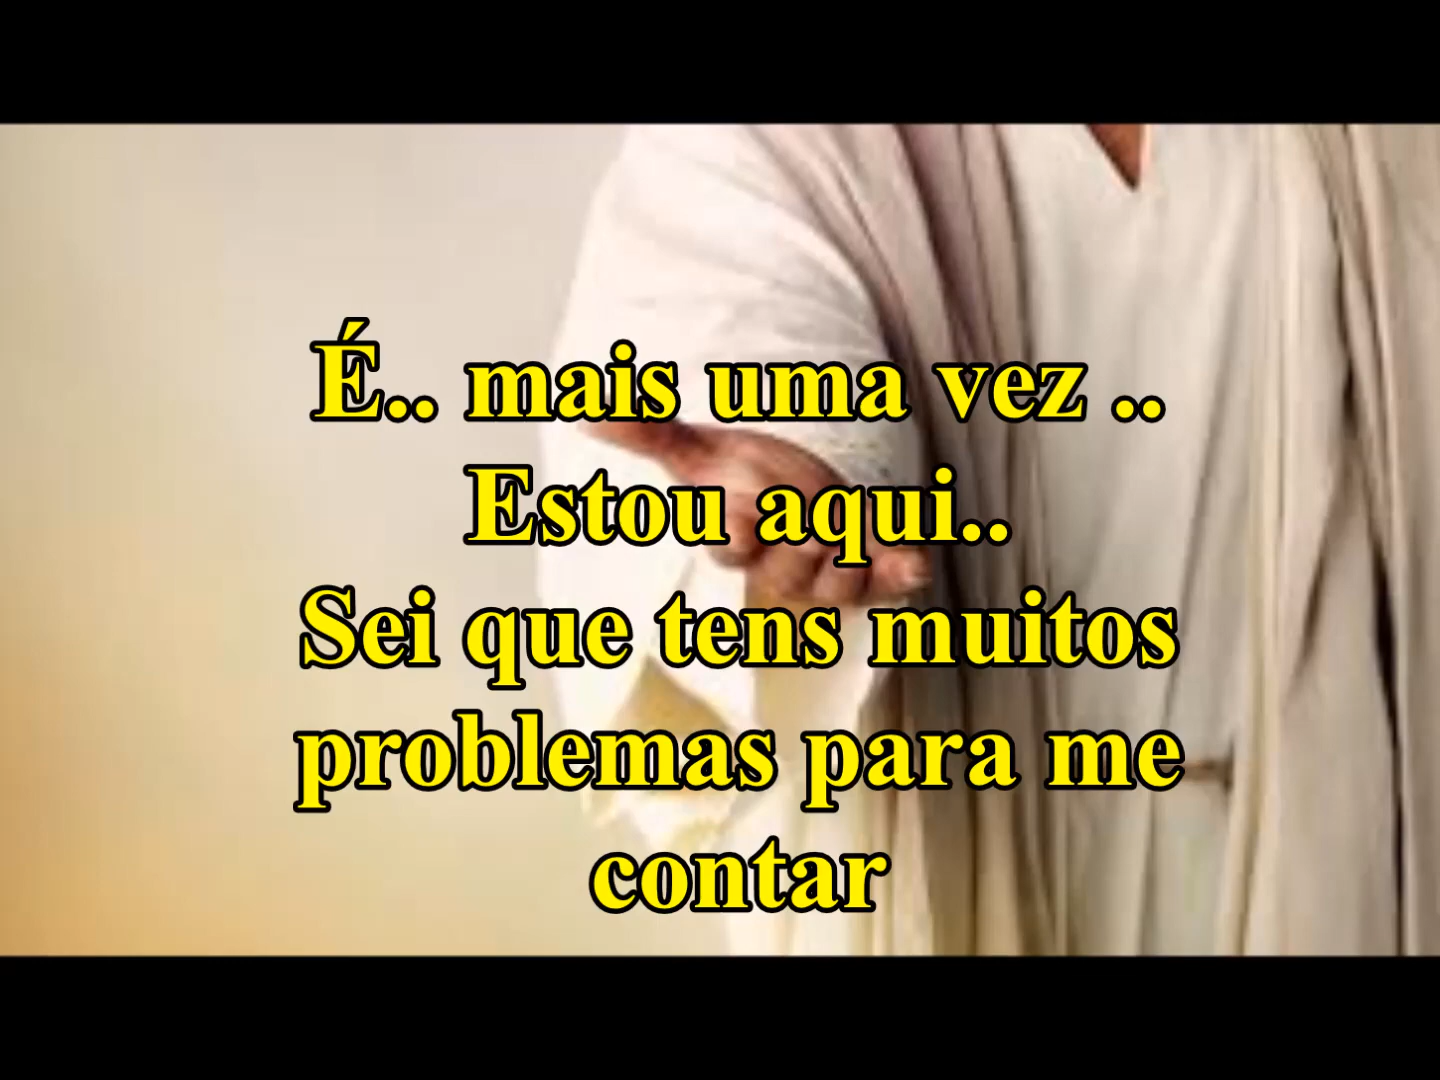 É.. mais uma vez ..
Estou aqui..
Sei que tens muitos
problemas para me
contar